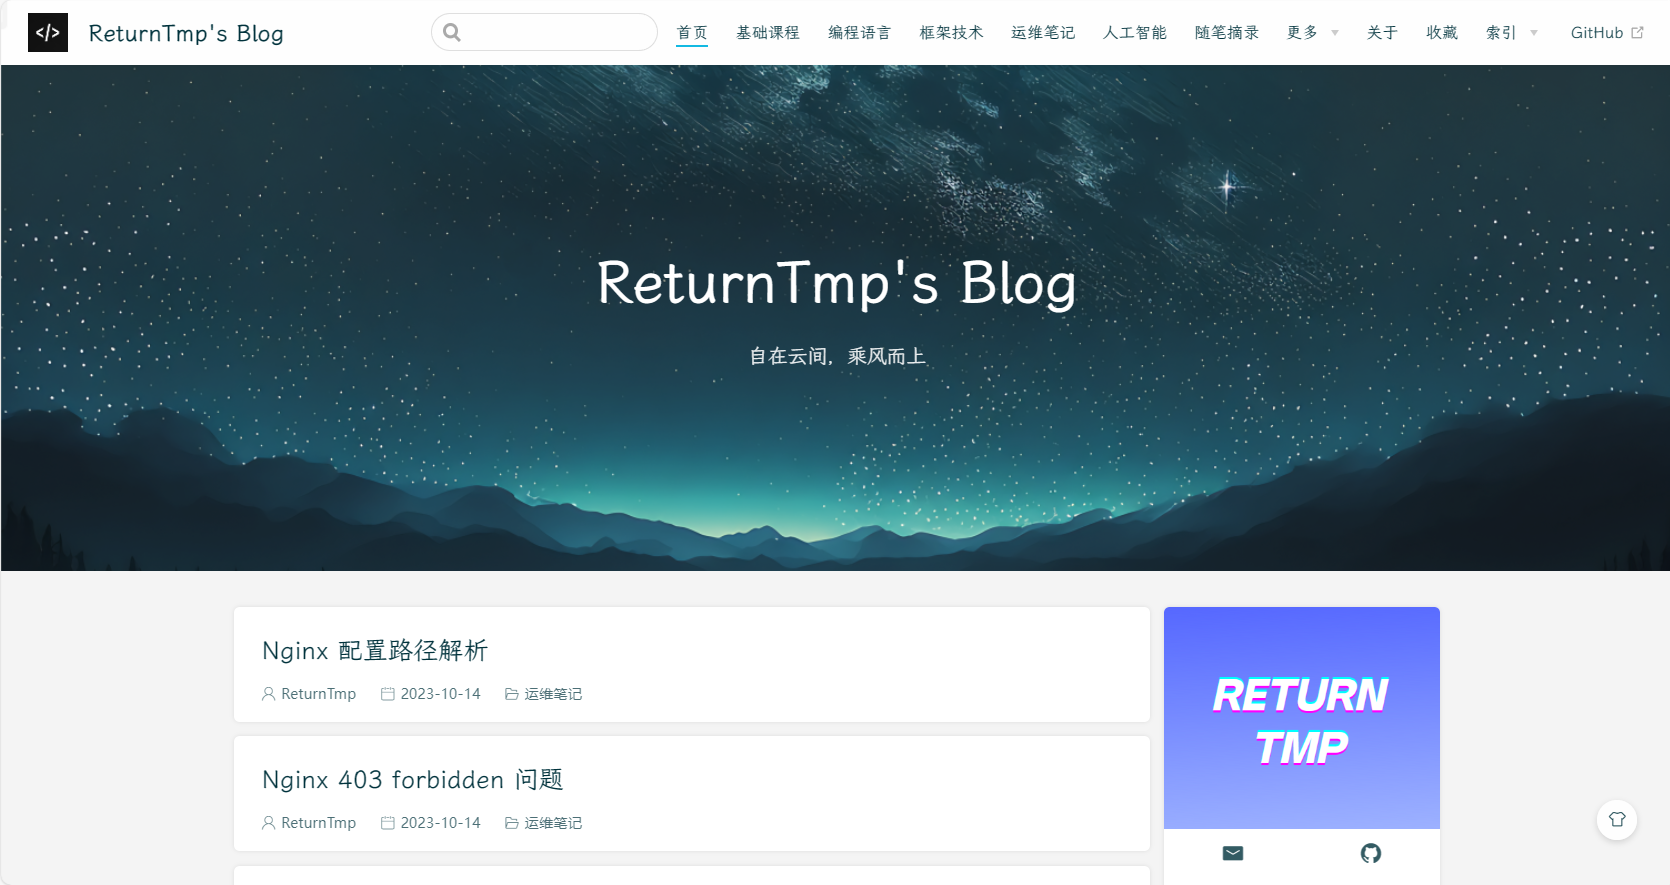 </> ReturnTmp's Blog 首页 基础课程 编程语言 框架技术 运维笔记 人工智能 随笔摘录 更多 关于 收藏 索引 GitHub
ReturnTmp's Blog
自在云间，乘风而上
Nginx 配置路径解析
ReturnTmp 2023-10-14 运维笔记
Nginx 403 forbidden 问题
ReturnTmp 2023-10-14 运维笔记
RETURN
TMP